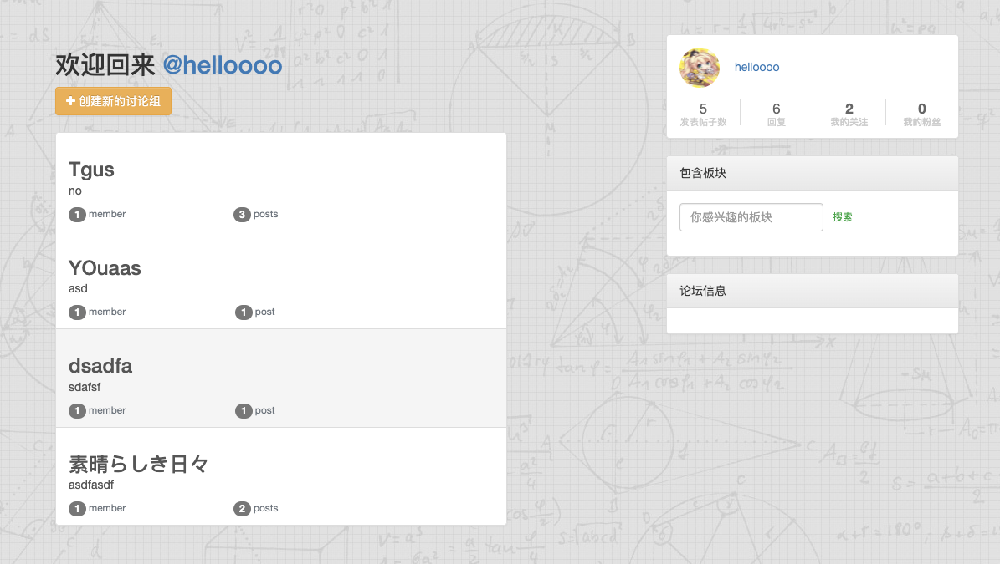 欢迎回来 @helloooo
创建新的讨论组
Tgus
no
1 member 3 posts
YOuaas
asd
1 member 1 post
dsadfa
sdafsf
1 member 1 post
素晴らしき日々
asdfasdf
1 member 2 posts
helloooo
5 6 2 0
发表帖子数 回复 我的关注 我的粉丝
包含板块
你感兴趣的板块 搜索
论坛信息